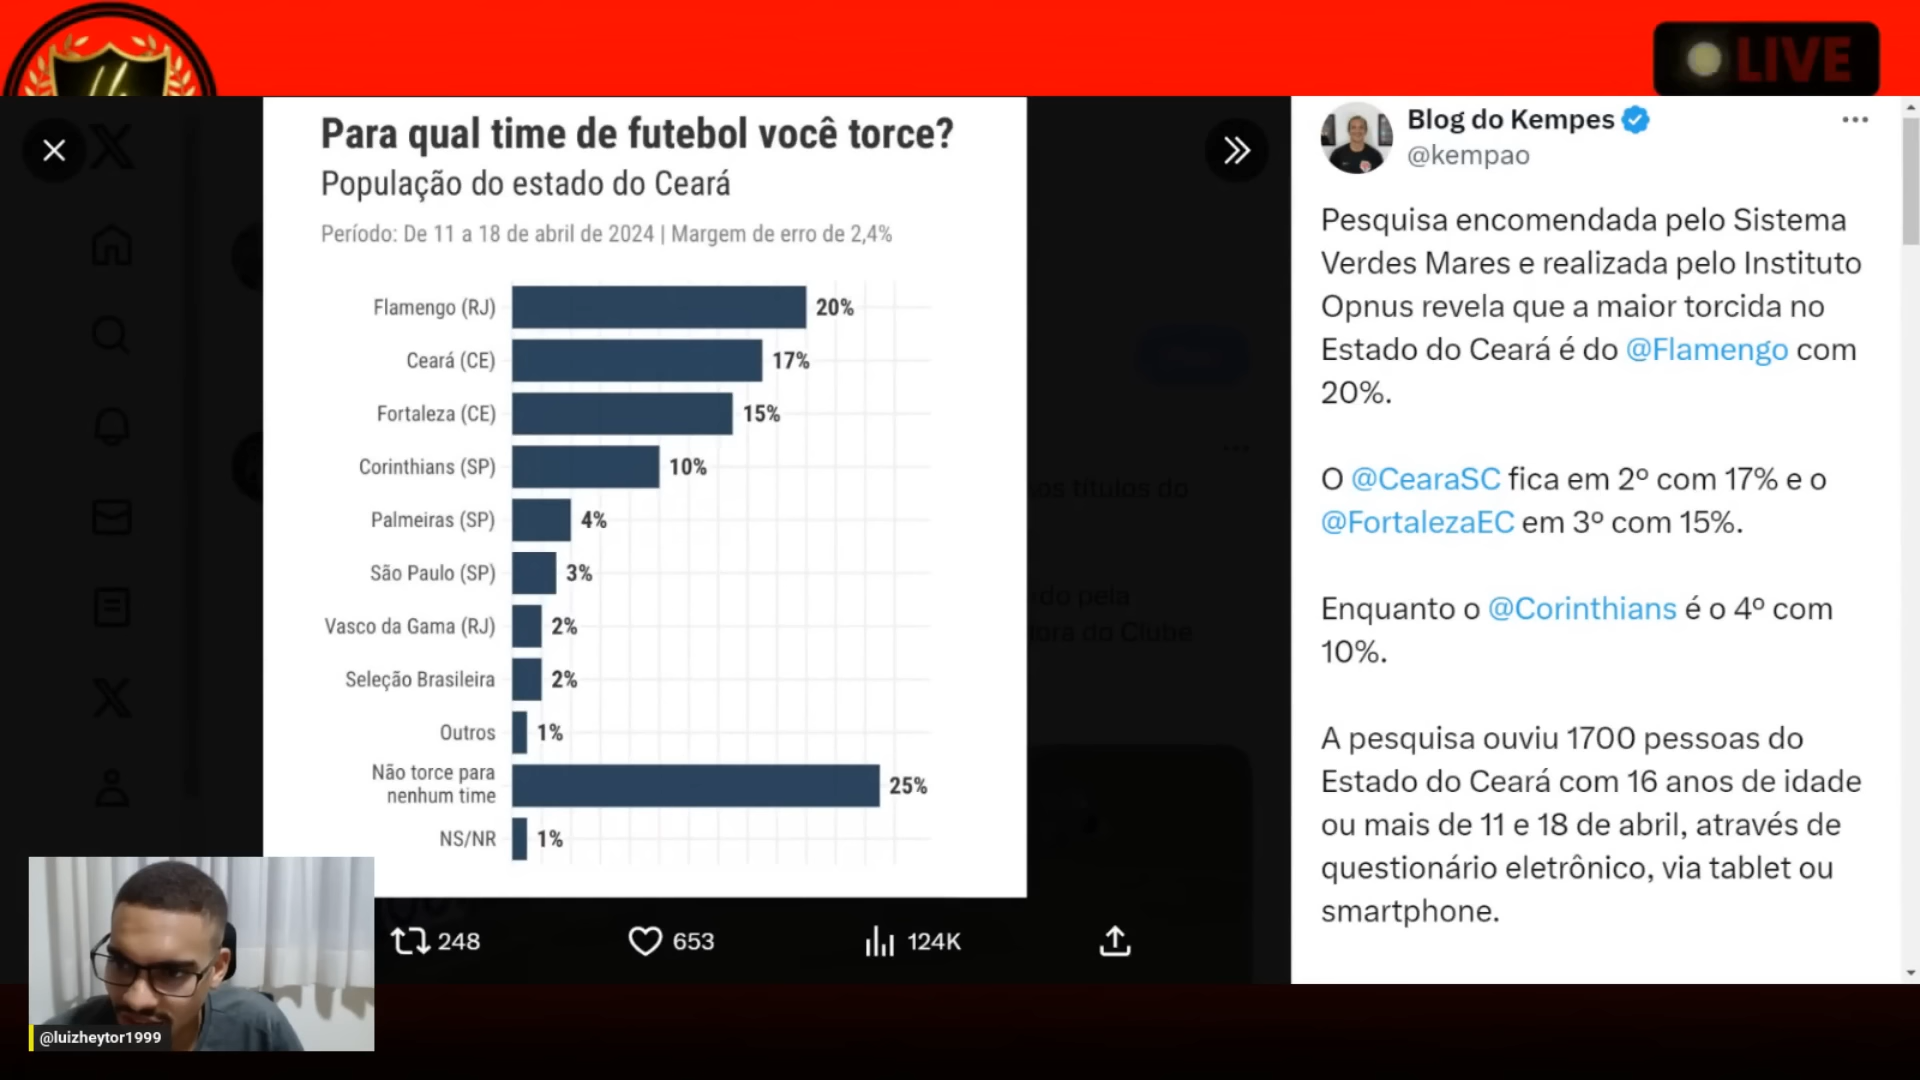 LIVE
Para qual time de futebol você torce?
População do estado do Ceará
Período: De 11 a 18 de abril de 2024 | Margem de erro de 2,4%
Flamengo (RJ) 20%
Ceará (CE) 17%
Fortaleza (CE) 15%
Corinthians (SP) 10%
Palmeiras (SP) 4%
São Paulo (SP) 3%
Vasco da Gama (RJ) 2%
Seleção Brasileira 2%
Outros 1%
Não torce para
nenhum time 25%
NS/NR 1%
248 653 124K
Blog do Kempes
@kempao
Pesquisa encomendada pelo Sistema
Verdes Mares e realizada pelo Instituto
Opnus revela que a maior torcida no
Estado do Ceará é do @Flamengo com
20%.
O @CearaSC fica em 2º com 17% e o
@FortalezaEC em 3º com 15%.
Enquanto o @Corinthians é o 4º com
10%.
A pesquisa ouviu 1700 pessoas do
Estado do Ceará com 16 anos de idade
ou mais de 11 e 18 de abril, através de
questionário eletrônico, via tablet ou
smartphone.
os títulos do
do pela
do Clube
@luizheytor1999